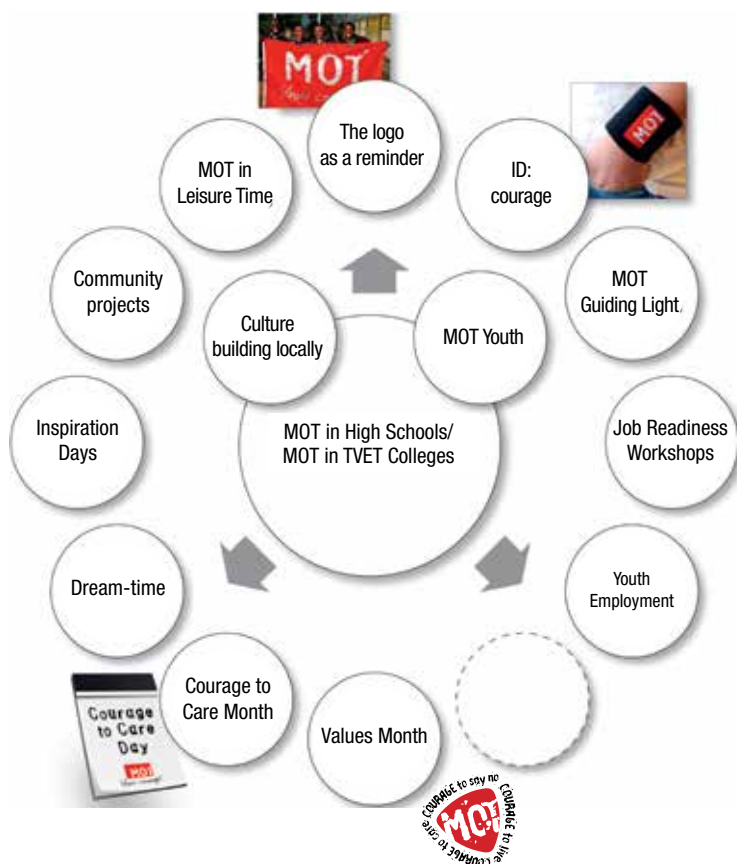 MOT
The logo
as a reminder
MOT
ID:
courage
MOT in
Leisure Time,
MOT
Guiding Light,
Community
projects
Culture
building locally
MOT Youth
Inspiration
Days
MOT in High Schools/
MOT in TVET Colleges
Job Readiness
Workshops
Dream-time
Youth
Employment
Courage to
Care Month
Courage
to Care
Day
MOT
Values Month
COURAGE to care COURAGE to say no COURAGE to live
MOT